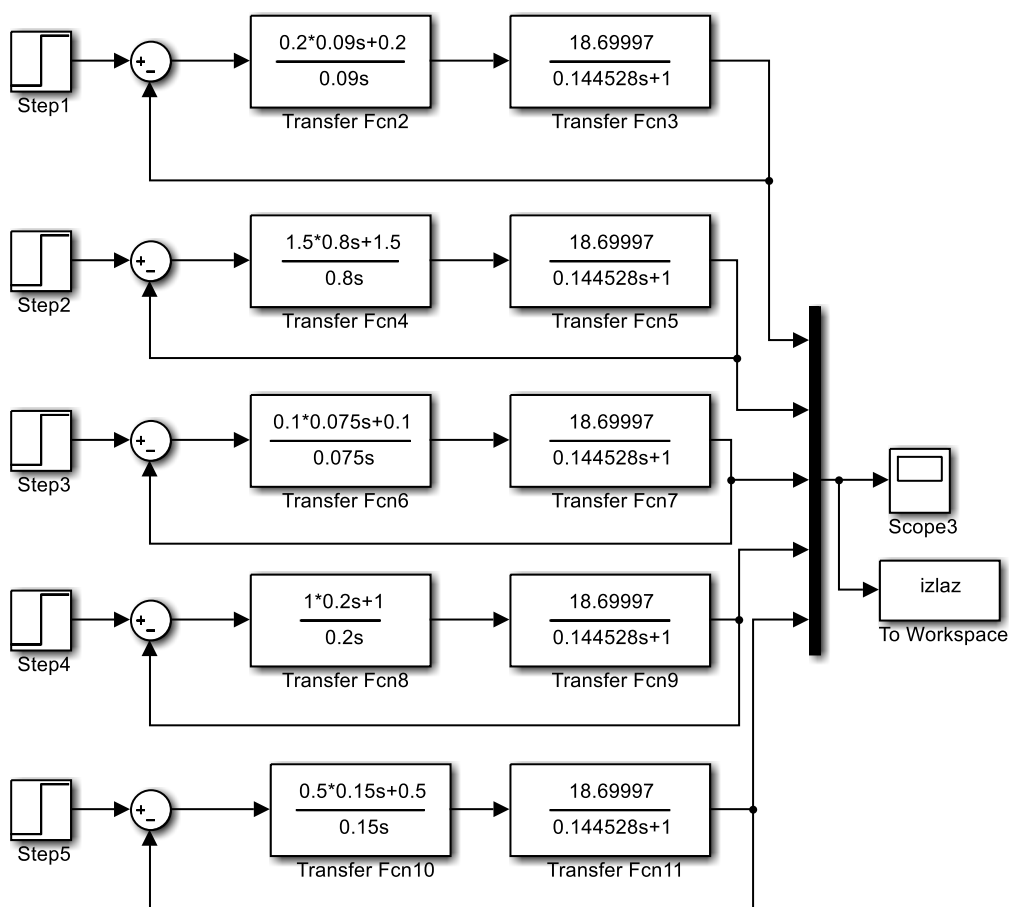 Step1
+
-
0.2*0.09s+0.2
0.09s
Transfer Fcn2
18.69997
0.144528s+1
Transfer Fcn3
Step2
+
-
1.5*0.8s+1.5
0.8s
Transfer Fcn4
18.69997
0.144528s+1
Transfer Fcn5
Step3
+
-
0.1*0.075s+0.1
0.075s
Transfer Fcn6
18.69997
0.144528s+1
Transfer Fcn7
Scope3
Step4
+
-
1*0.2s+1
0.2s
Transfer Fcn8
18.69997
0.144528s+1
Transfer Fcn9
izlaz
To Workspace
Step5
+
-
0.5*0.15s+0.5
0.15s
Transfer Fcn10
18.69997
0.144528s+1
Transfer Fcn11